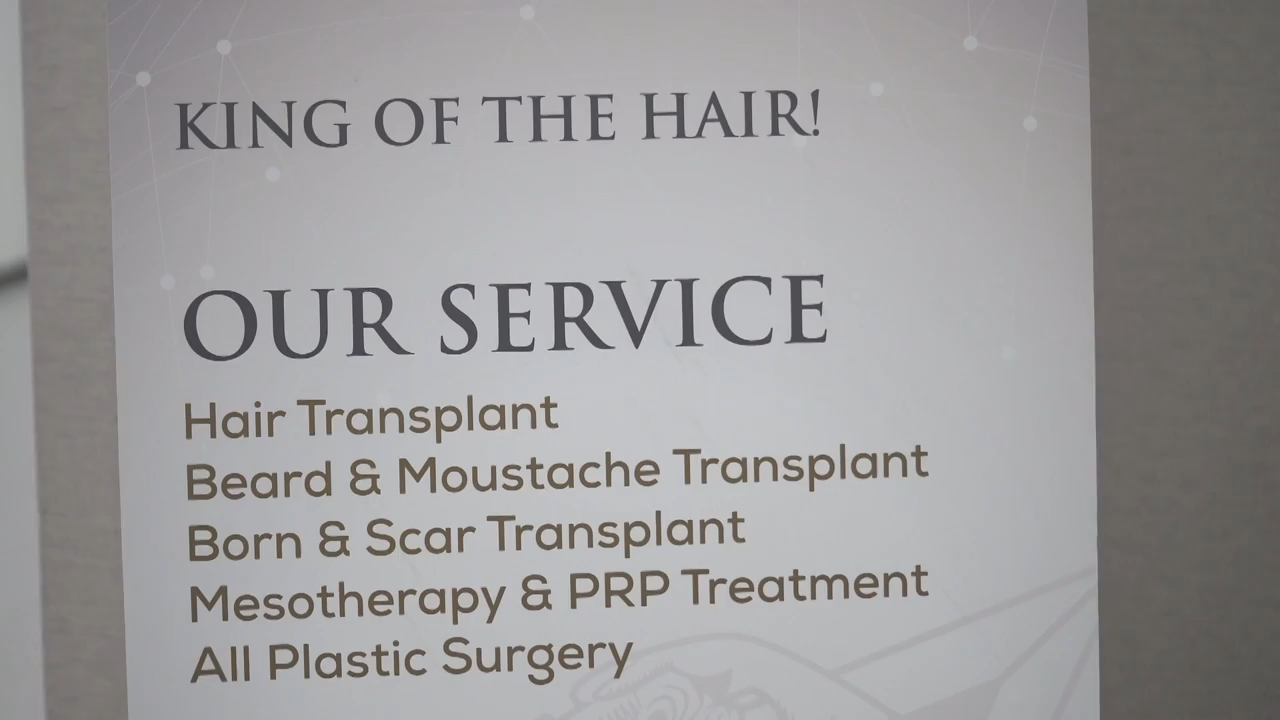 KING OF THE HAIR!
OUR SERVICE
Hair Transplant
Beard & Moustache Transplant
Born & Scar Transplant
Mesotherapy & PRP Treatment
All Plastic Surgery